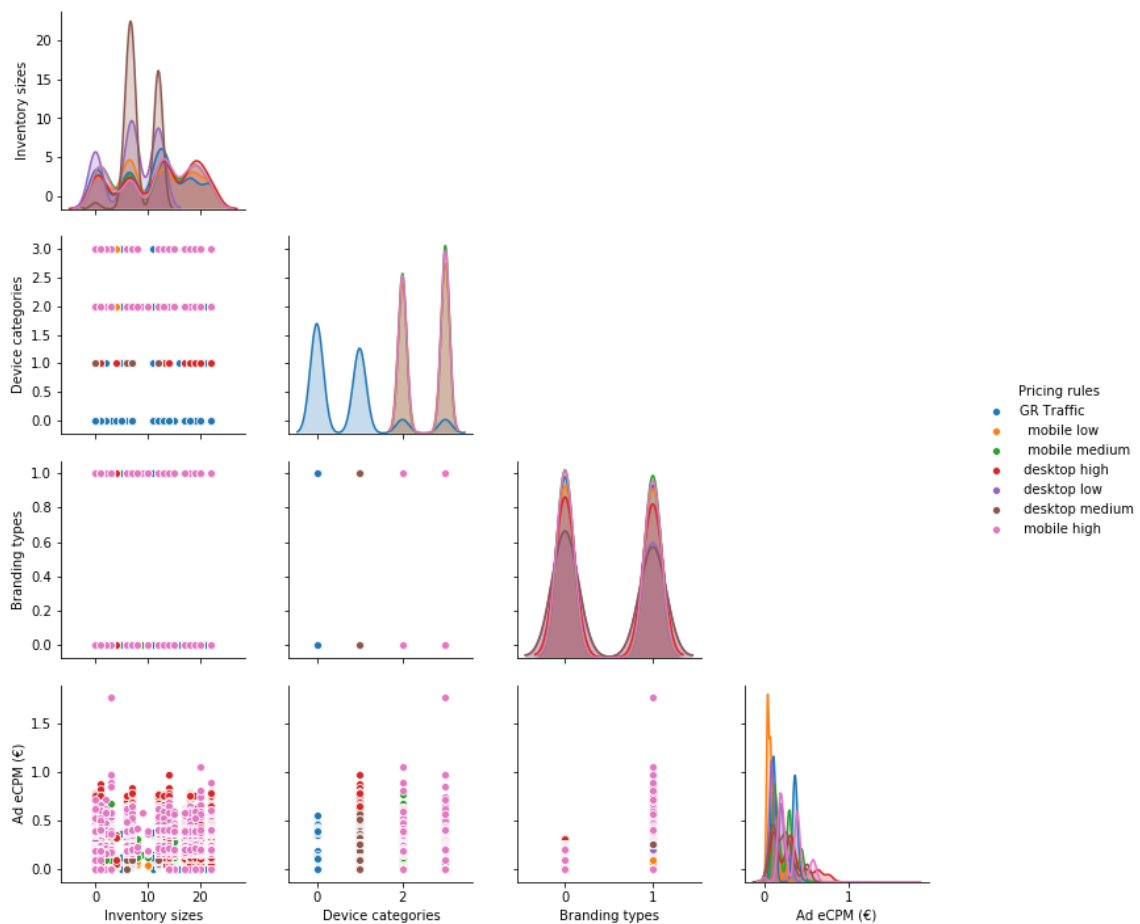 Inventory sizes
20
15
10
5
0
Device categories
3.0
2.5
2.0
1.5
1.0
0.5
0.0
Pricing rules
GR Traffic
mobile low
mobile medium
desktop high
desktop low
desktop medium
mobile high
Branding types
1.0
0.8
0.6
0.4
0.2
0.0
Ad eCPM (€)
1.5
1.0
0.5
0.0
0 10 20
0 2
0 1
0 1
Inventory sizes
Device categories
Branding types
Ad eCPM (€)